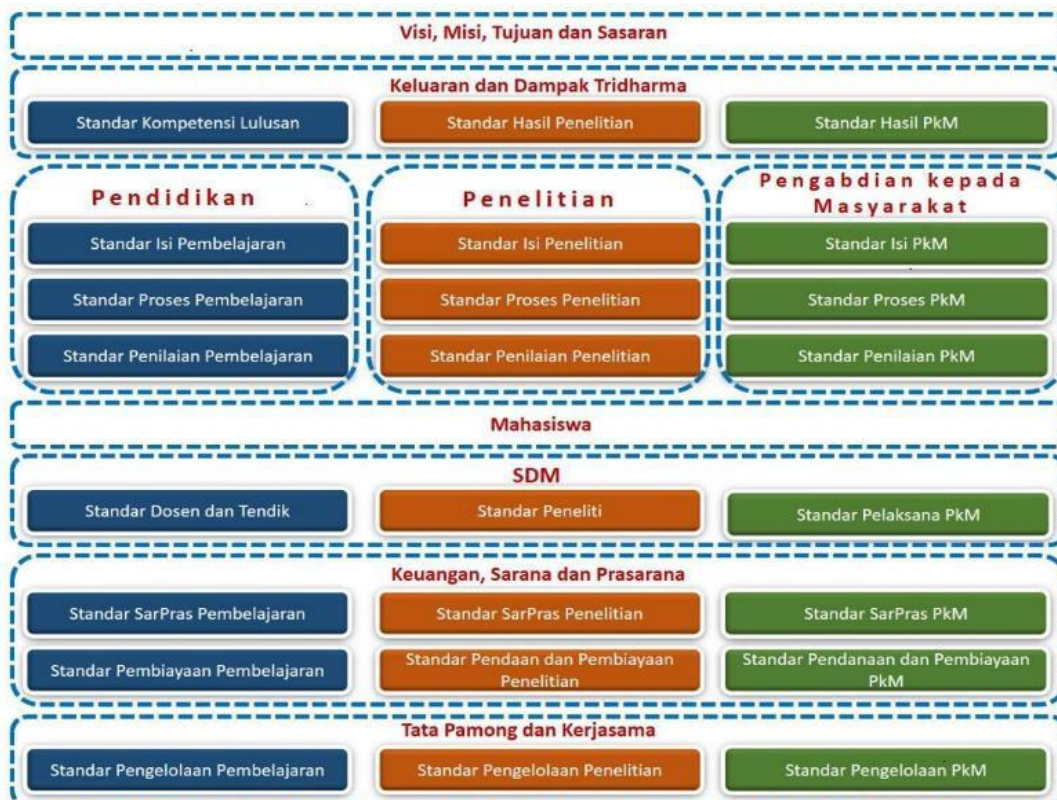 Visi, Misi, Tujuan dan Sasaran
Keluaran dan Dampak Tridharma
Standar Kompetensi Lulusan
Standar Hasil Penelitian
Standar Hasil PkM
Pendidikan
Standar Isi Pembelajaran
Standar Proses Pembelajaran
Standar Penilaian Pembelajaran
Penelitian
Standar Isi Penelitian
Standar Proses Penelitian
Standar Penilaian Penelitian
Pengabdian kepada
Masyarakat
Standar Isi PkM
Standar Proses PkM
Standar Penilaian PkM
Mahasiswa
SDM
Standar Dosen dan Tendik
Standar Peneliti
Standar Pelaksana PkM
Keuangan, Sarana dan Prasarana
Standar SarPras Pembelajaran
Standar SarPras Penelitian
Standar SarPras PkM
Standar Pembiayaan Pembelajaran
Standar Pendaan dan Pembiayaan
Penelitian
Standar Pendanaan dan Pembiayaan
PkM
Tata Pamong dan Kerjasama
Standar Pengelolaan Pembelajaran
Standar Pengelolaan Penelitian
Standar Pengelolaan PkM